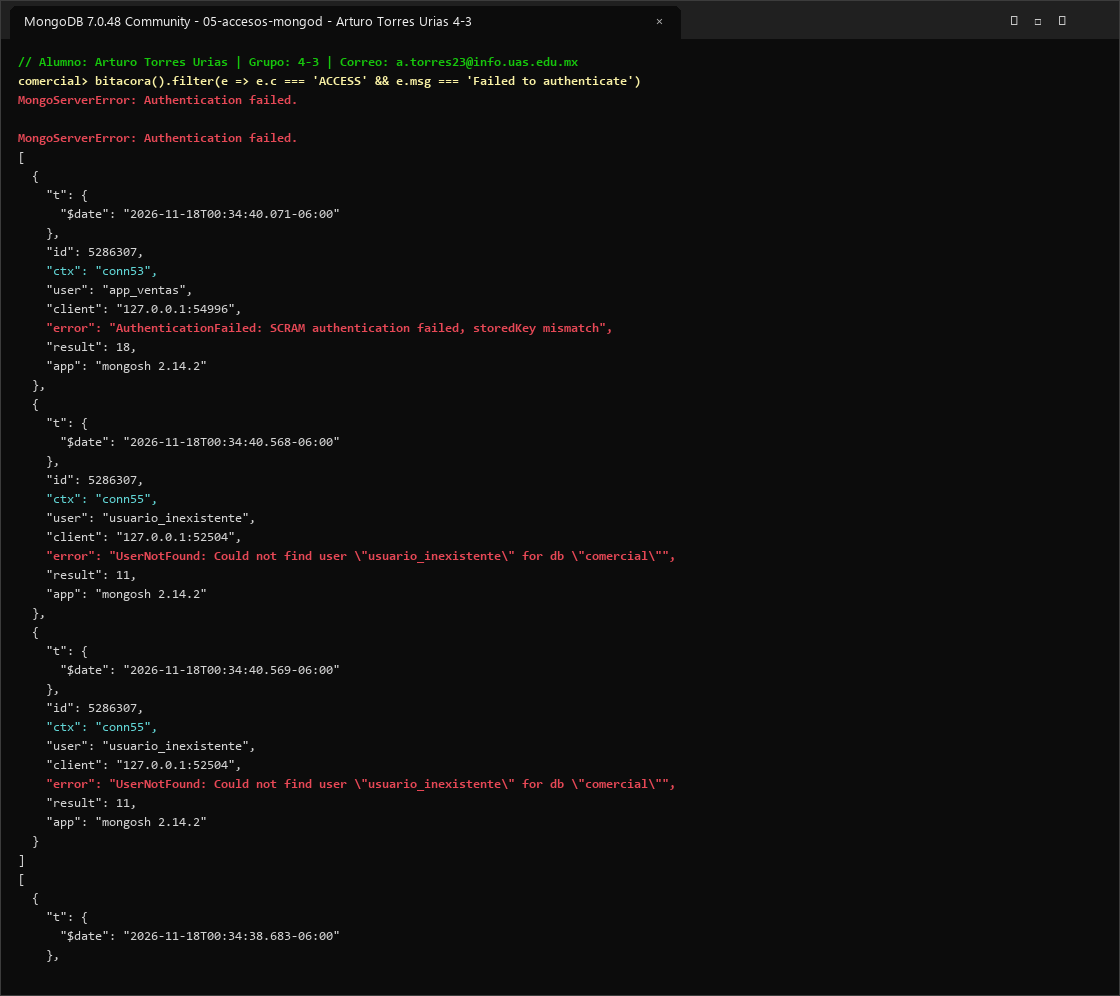 MongoDB 7.0.48 Community - 05-accesos-mongod - Arturo Torres Urias 4-3
// Alumno: Arturo Torres Urias | Grupo: 4-3 | Correo: a.torres23@info.uas.edu.mx
comercial> bitacora().filter(e => e.c === 'ACCESS' && e.msg === 'Failed to authenticate')
MongoServerError: Authentication failed.
MongoServerError: Authentication failed.
[
  {
    "t": {
      "$date": "2026-11-18T00:34:40.071-06:00"
    },
    "id": 5286307,
    "ctx": "conn53",
    "user": "app_ventas",
    "client": "127.0.0.1:54996",
    "error": "AuthenticationFailed: SCRAM authentication failed, storedKey mismatch",
    "result": 18,
    "app": "mongosh 2.14.2"
  },
  {
    "t": {
      "$date": "2026-11-18T00:34:40.568-06:00"
    },
    "id": 5286307,
    "ctx": "conn55",
    "user": "usuario_inexistente",
    "client": "127.0.0.1:52504",
    "error": "UserNotFound: Could not find user \"usuario_inexistente\" for db \"comercial\"",
    "result": 11,
    "app": "mongosh 2.14.2"
  },
  {
    "t": {
      "$date": "2026-11-18T00:34:40.569-06:00"
    },
    "id": 5286307,
    "ctx": "conn55",
    "user": "usuario_inexistente",
    "client": "127.0.0.1:52504",
    "error": "UserNotFound: Could not find user \"usuario_inexistente\" for db \"comercial\"",
    "result": 11,
    "app": "mongosh 2.14.2"
  }
]
[
  {
    "t": {
      "$date": "2026-11-18T00:34:38.683-06:00"
    },